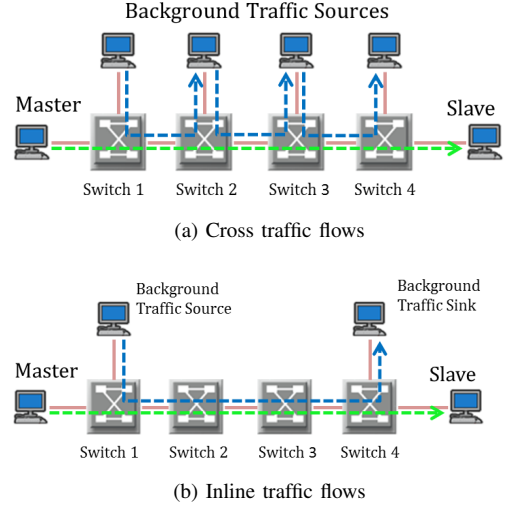 Background Traffic Sources
Master
Slave
Switch 1
Switch 2
Switch 3
Switch 4
(a) Cross traffic flows
Background
Traffic Source
Background
Traffic Sink
Master
Slave
Switch 1
Switch 2
Switch 3
Switch 4
(b) Inline traffic flows